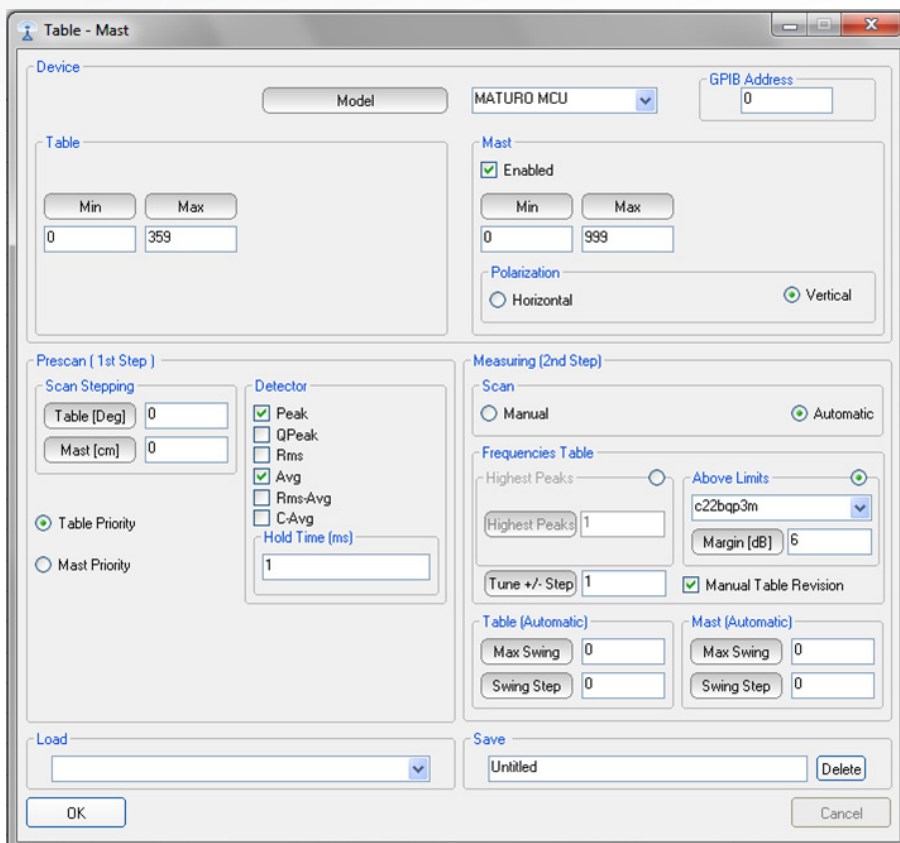 Table - Mast
Device
Model
MATURO MCU
GPIB Address
0
Table
Min
Max
0
359
Mast
Enabled
Min
Max
0
999
Polarization
Horizontal
Vertical
Prescan ( 1st Step )
Scan Stepping
Table [Deg]
0
Mast [cm]
0
Table Priority
Mast Priority
Detector
Peak
QPeak
Rms
Avg
Rms-Avg
C-Avg
Hold Time (ms)
1
Measuring (2nd Step)
Scan
Manual
Automatic
Frequencies Table
Highest Peaks
Highest Peaks
1
Above Limits
c22bqp3m
Margin [dB]
6
Tune +/- Step
1
Manual Table Revision
Table (Automatic)
Max Swing
0
Swing Step
0
Mast (Automatic)
Max Swing
0
Swing Step
0
Load
Save
Untitled
Delete
OK
Cancel